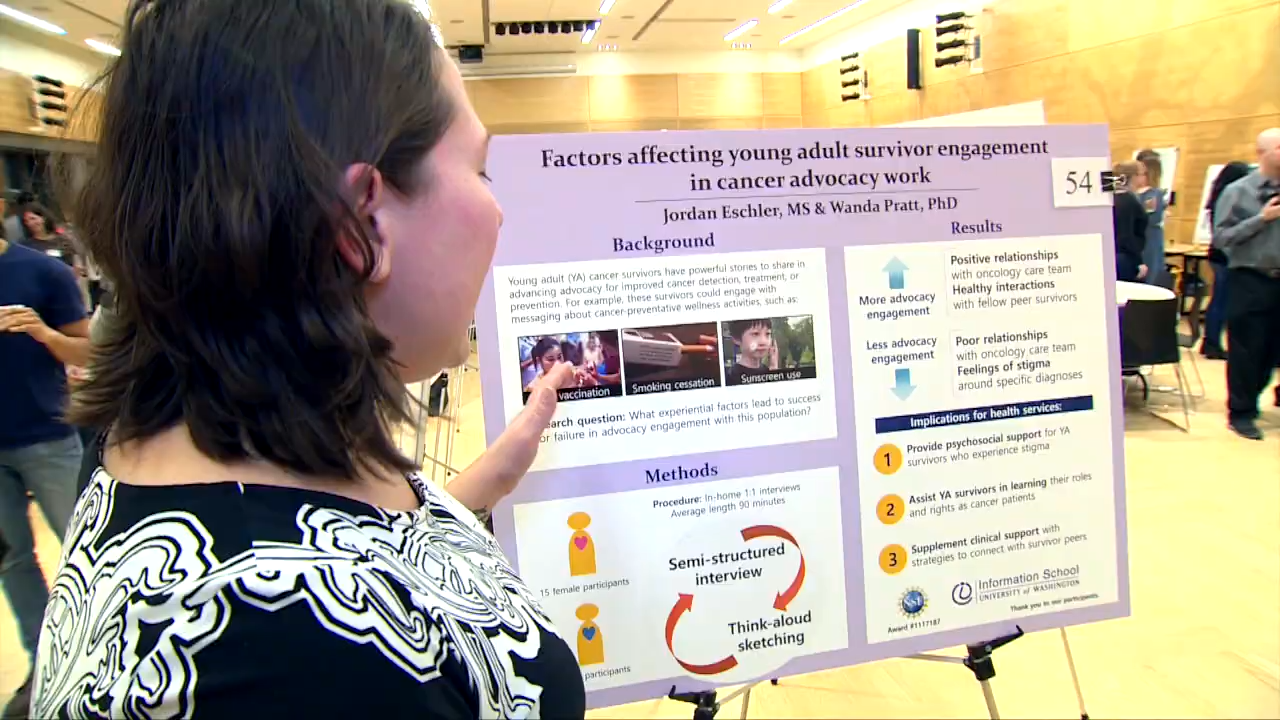 Factors affecting young adult survivor engagement
in cancer advocacy work
54
Jordan Eschler, MS & Wanda Pratt, PhD
Background
Young adult (YA) cancer survivors have powerful stories to share in
advancing advocacy for improved cancer detection, treatment, or
prevention. For example, these survivors could engage with
messaging about cancer-preventative wellness activities, such as:
vaccination
Smoking cessation
Sunscreen use
question: What experiential factors lead to success
or failure in advocacy engagement with this population?
Methods
Procedure: In-home 1:1 interviews
Average length 90 minutes
15 female participants
participants
Semi-structured
interview
Think-aloud
sketching
Results
More advocacy
engagement
Positive relationships
with oncology care team
Healthy interactions
with fellow peer survivors
Less advocacy
engagement
Poor relationships
with oncology care team
Feelings of stigma
around specific diagnoses
Implications for health services:
1
Provide psychosocial support for YA
survivors who experience stigma
2
Assist YA survivors in learning their roles
and rights as cancer patients
3
Supplement clinical support with
strategies to connect with survivor peers
NSF
Award #1117187
Information School
UNIVERSITY of WASHINGTON
Thank you to our participants